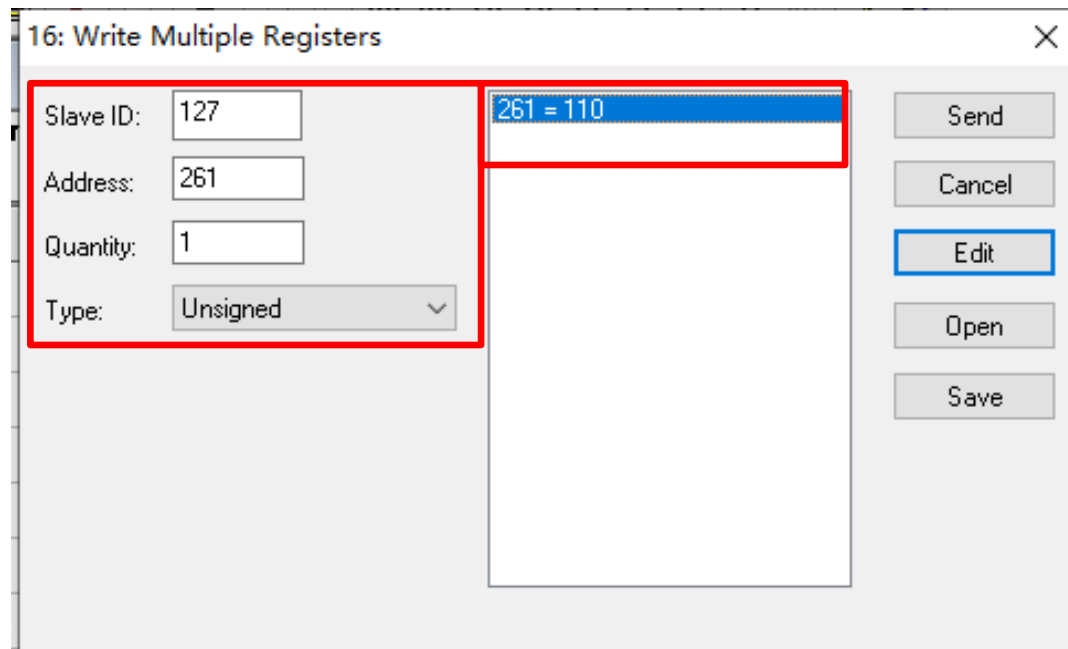 16: Write Multiple Registers
Slave ID: 127
Address: 261
Quantity: 1
Type: Unsigned
261 = 110
Send
Cancel
Edit
Open
Save